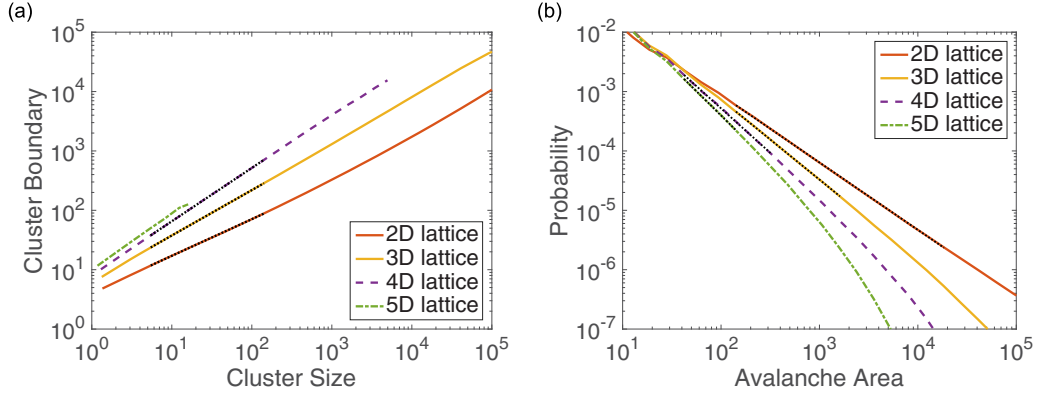 (a)
10^5
10^4
10^3
10^2
10^1
10^0
Cluster Boundary
2D lattice
3D lattice
4D lattice
5D lattice
10^0 10^1 10^2 10^3 10^4 10^5
Cluster Size
(b)
10^-2
10^-3
10^-4
10^-5
10^-6
10^-7
Probability
2D lattice
3D lattice
4D lattice
5D lattice
10^1 10^2 10^3 10^4 10^5
Avalanche Area